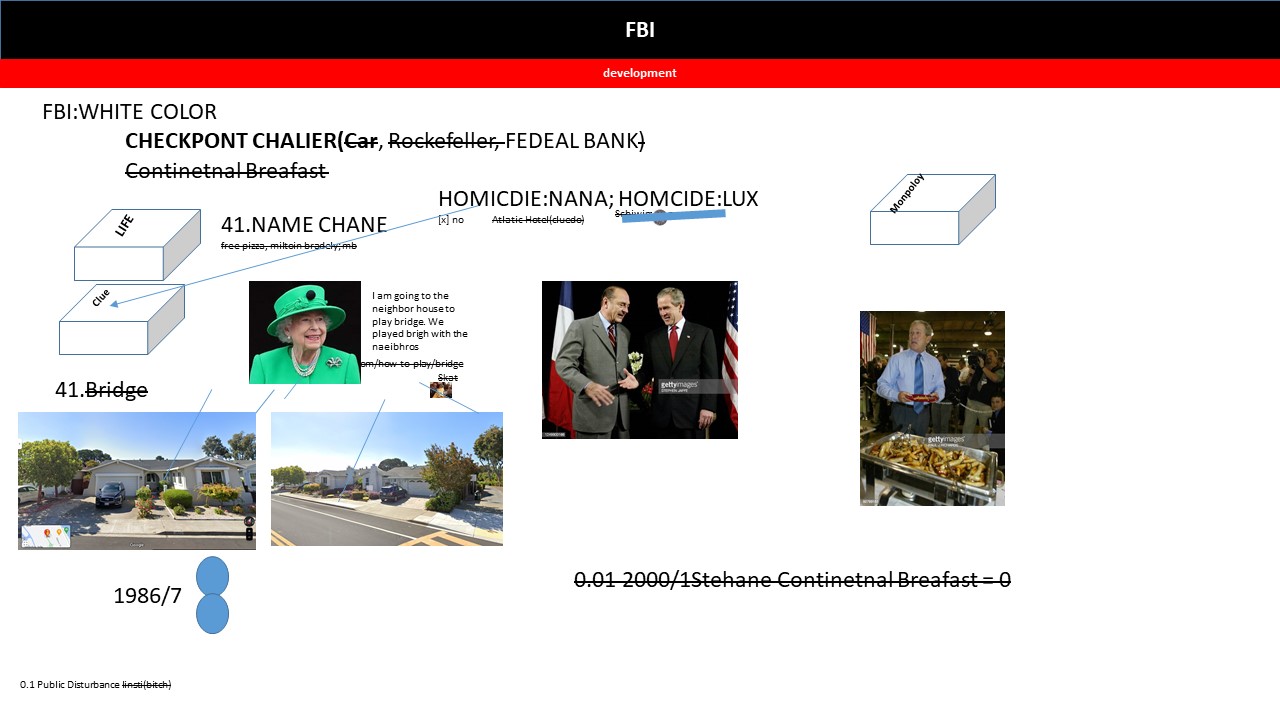 FBI
development
FBI:WHITE COLOR
CHECKPONT CHALIER(Car, Rockefeller, FEDEAL BANK)
Continetnal Breafast
HOMICDIE:NANA; HOMCIDE:LUX
[x] no
Atlatic Hotel(cluedo)
LIFE
41.NAME CHANE
free pizza, miltoin bradely; mb
Monpoloy
Clue
I am going to the
neighbor house to
play bridge. We
played brigh with the
naeibhros
om/how-to-play/bridge
Skat
41.Bridge
gettyimages
gettyimages
Google
1986/7
0.01 2000/1Stehane Continetnal Breafast = 0
0.1 Public Disturbance linsti(bitch)